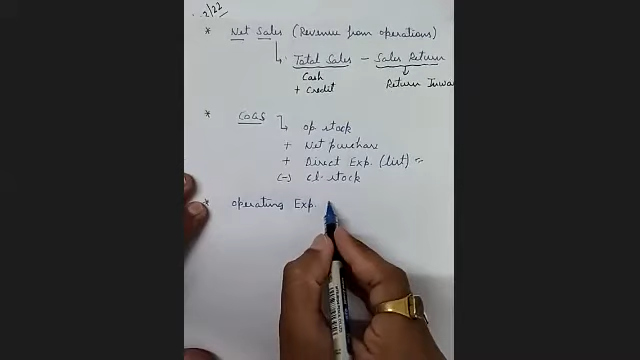 2/22
* Net Sales (Revenue from operations)
Total Sales - Sales Return
Cash
+ Credit
Return Inwar
* COGS
op stock
+ Net purchase
+ Direct Exp. (list)
(-) cl. stock
* operating Exp.